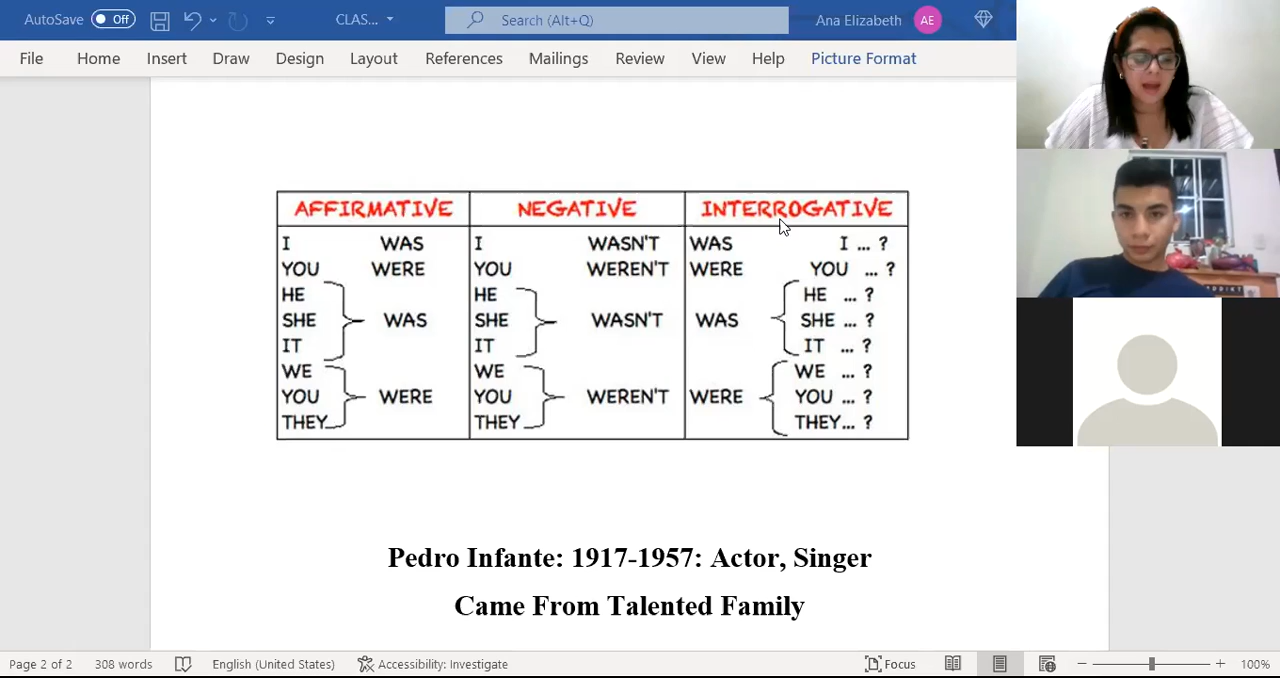 AutoSave Off CLAS... Search (Alt+Q) Ana Elizabeth AE
File Home Insert Draw Design Layout References Mailings Review View Help Picture Format
AFFIRMATIVE NEGATIVE INTERROGATIVE
I WAS I WASN'T WAS I ... ?
YOU WERE YOU WEREN'T WERE YOU ... ?
HE HE HE ... ?
SHE WAS SHE WASN'T WAS SHE ... ?
IT IT IT ... ?
WE WE WE ... ?
YOU WERE YOU WEREN'T WERE YOU ... ?
THEY THEY THEY... ?
Pedro Infante: 1917-1957: Actor, Singer
Came From Talented Family
Page 2 of 2 308 words English (United States) Accessibility: Investigate Focus 100%